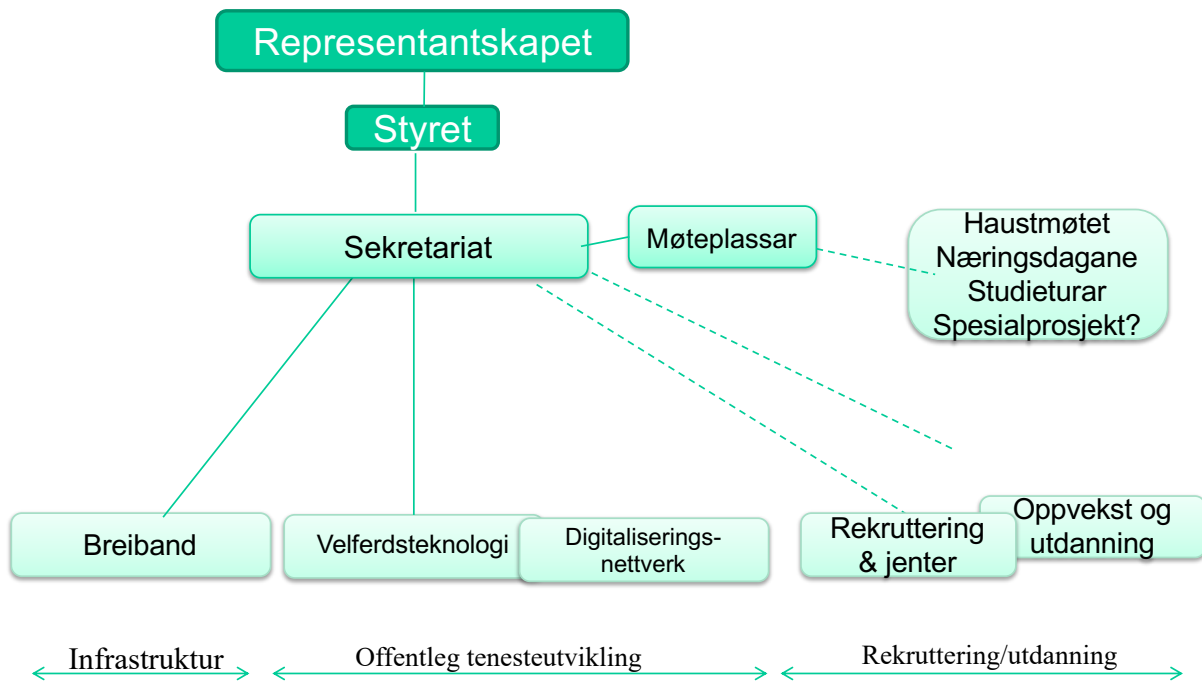 Representantskapet
Styret
Sekretariat
Møteplassar
Haustmøtet
Næringsdagane
Studieturar
Spesialprosjekt?
Breiband
Velferdsteknologi
Digitaliserings-
nettverk
Rekruttering
& jenter
Oppvekst og
utdanning
Infrastruktur
Offentleg tenesteutvikling
Rekruttering/utdanning